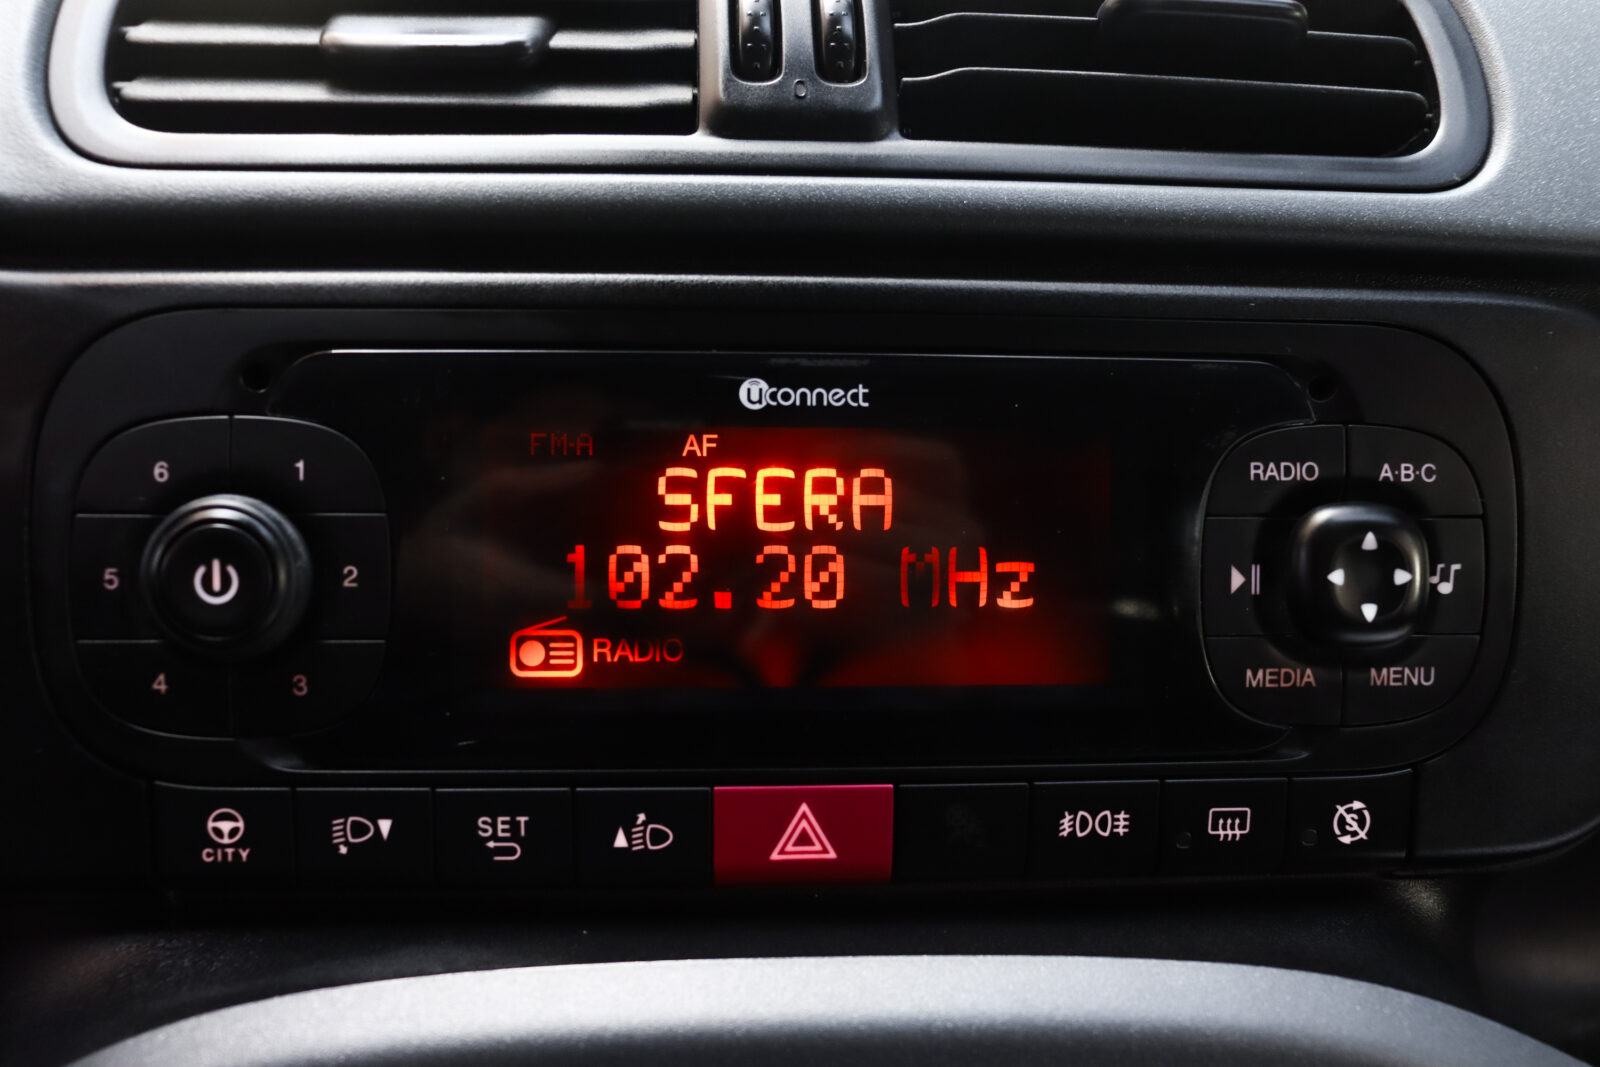 0
uconnect
FM-A AF
SFERA
102.20 MHz
RADIO
6 1
5 2
4 3
RADIO A·B·C
MEDIA MENU
CITY
SET